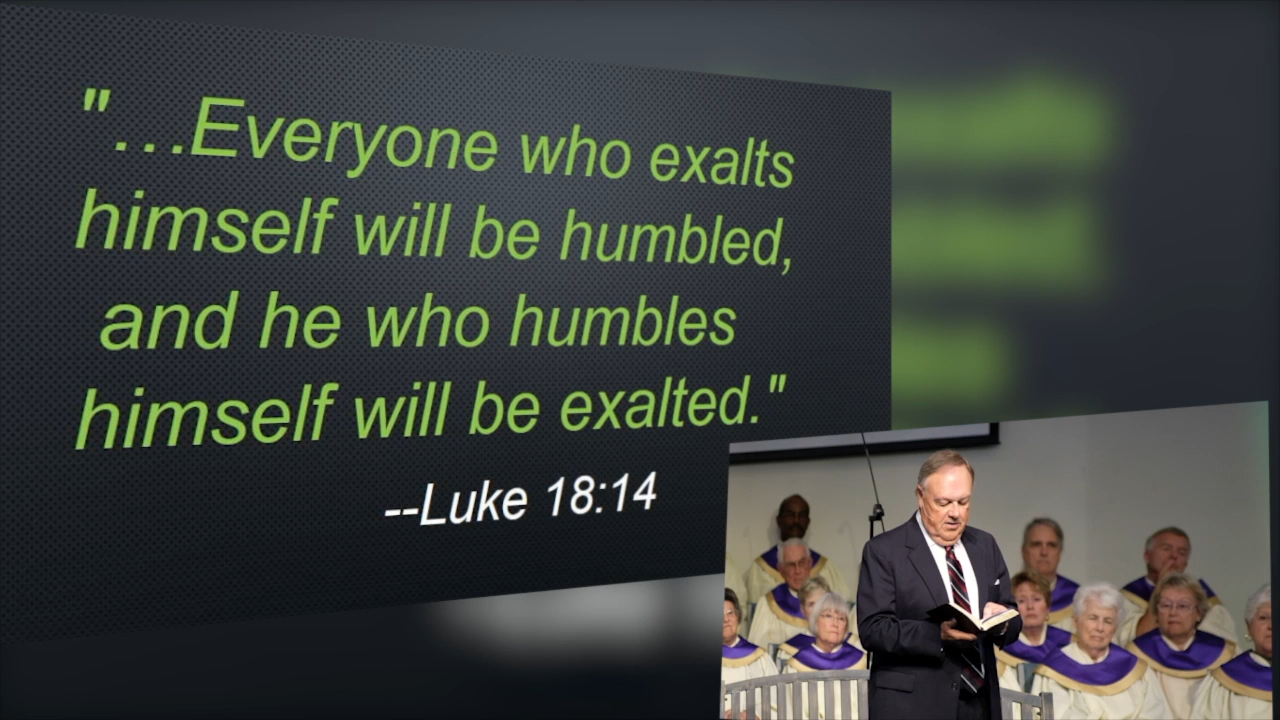 "…Everyone who exalts
himself will be humbled,
and he who humbles
himself will be exalted."
--Luke 18:14